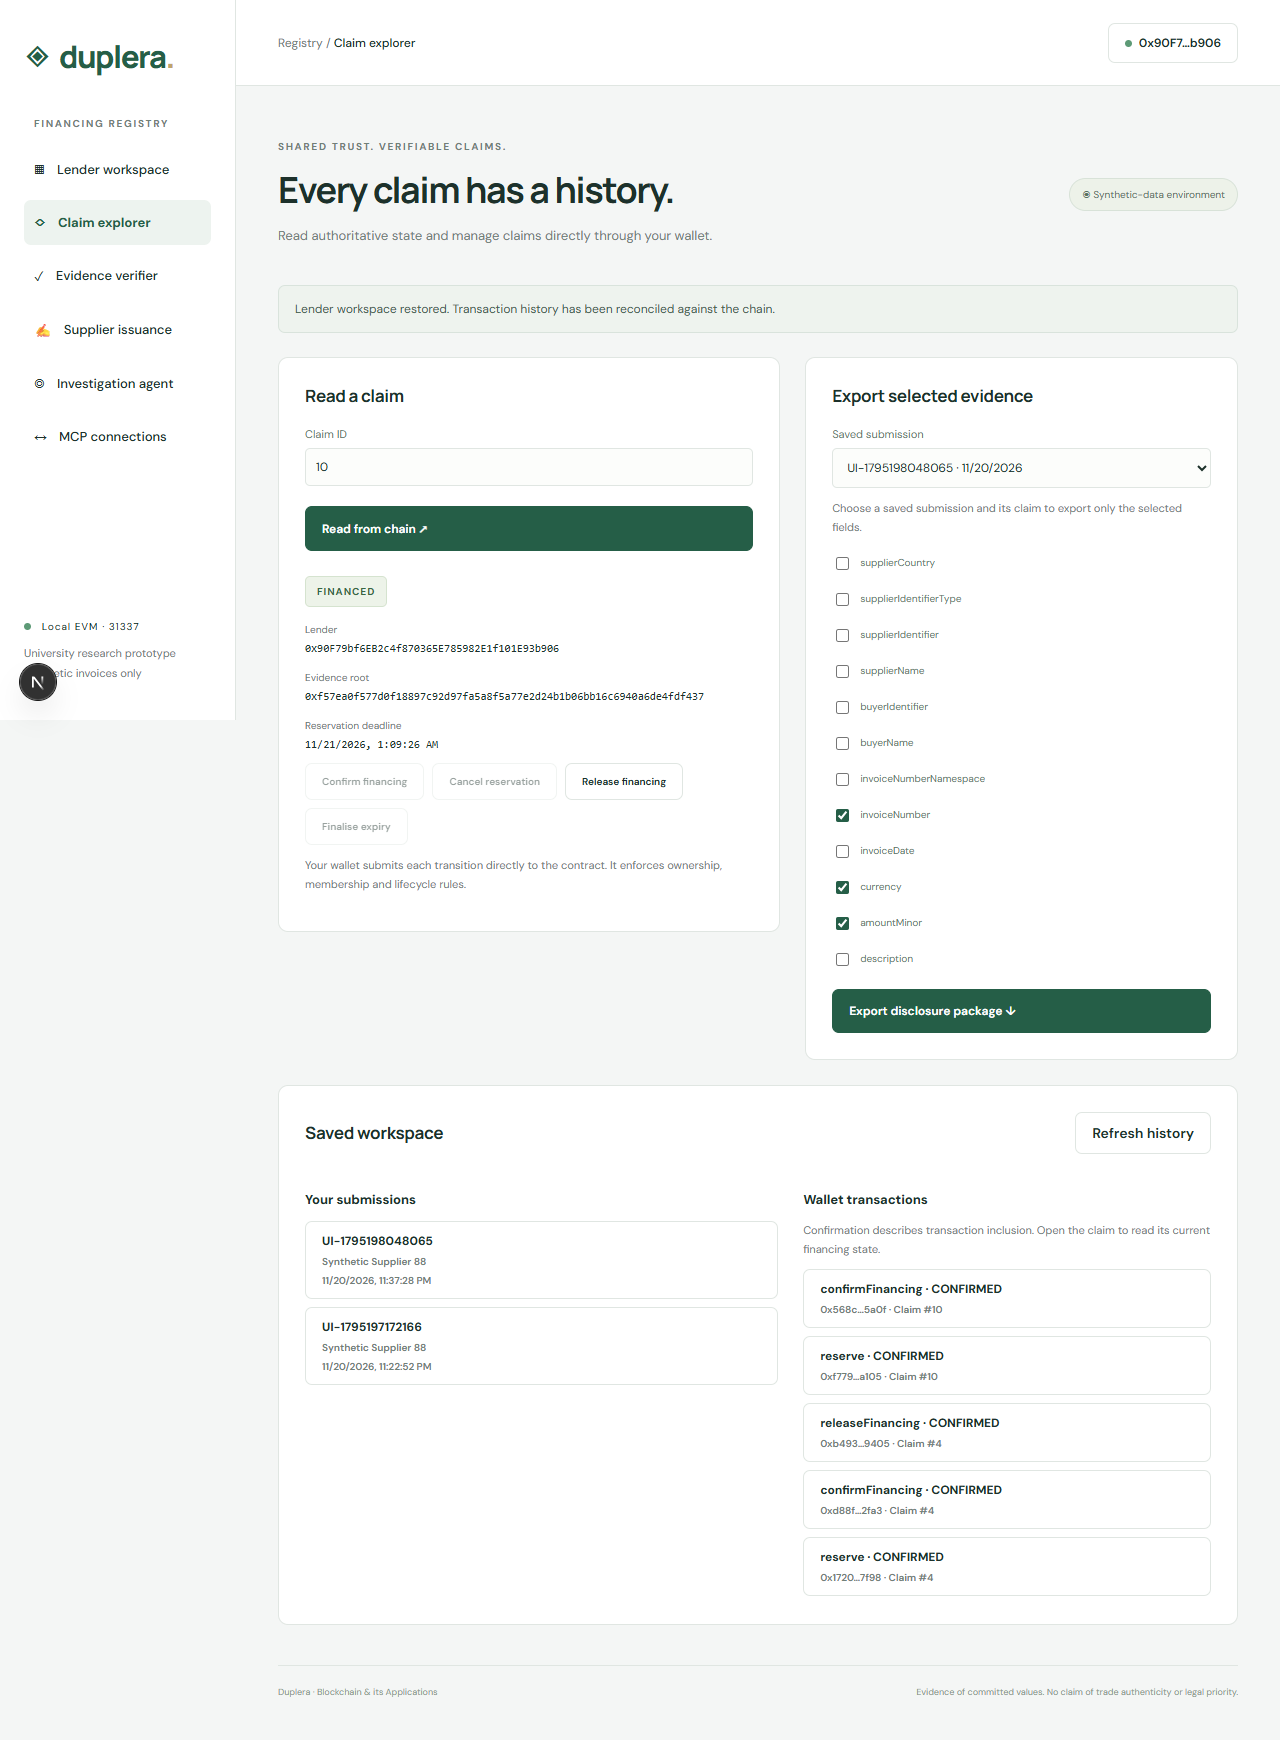 duplera.
FINANCING REGISTRY
Lender workspace
Claim explorer
Evidence verifier
Supplier issuance
Investigation agent
MCP connections
Local EVM · 31337
University research prototype
etic invoices only
N
Registry / Claim explorer
0x90F7…b906
SHARED TRUST. VERIFIABLE CLAIMS.
Every claim has a history.
Read authoritative state and manage claims directly through your wallet.
Synthetic-data environment
Lender workspace restored. Transaction history has been reconciled against the chain.
Read a claim
Claim ID
10
Read from chain ↗
FINANCED
Lender
0x90F79bf6EB2c4f870365E785982E1f101E93b906
Evidence root
0xf57ea0f577d0f18897c92d97fa5a8f5a77e2d24b1b06bb16c6940a6de4fdf437
Reservation deadline
11/21/2026, 1:09:26 AM
Confirm financing
Cancel reservation
Release financing
Finalise expiry
Your wallet submits each transition directly to the contract. It enforces ownership,
membership and lifecycle rules.
Export selected evidence
Saved submission
UI-1795198048065 · 11/20/2026
Choose a saved submission and its claim to export only the selected
fields.
supplierCountry
supplierIdentifierType
supplierIdentifier
supplierName
buyerIdentifier
buyerName
invoiceNumberNamespace
invoiceNumber
invoiceDate
currency
amountMinor
description
Export disclosure package ↓
Saved workspace
Refresh history
Your submissions
UI-1795198048065
Synthetic Supplier 88
11/20/2026, 11:37:28 PM
UI-1795197172166
Synthetic Supplier 88
11/20/2026, 11:22:52 PM
Wallet transactions
Confirmation describes transaction inclusion. Open the claim to read its current
financing state.
confirmFinancing · CONFIRMED
0x568c…5a0f · Claim #10
reserve · CONFIRMED
0xf779…a105 · Claim #10
releaseFinancing · CONFIRMED
0xb493…9405 · Claim #4
confirmFinancing · CONFIRMED
0xd88f…2fa3 · Claim #4
reserve · CONFIRMED
0x1720…7f98 · Claim #4
Duplera · Blockchain & its Applications
Evidence of committed values. No claim of trade authenticity or legal priority.